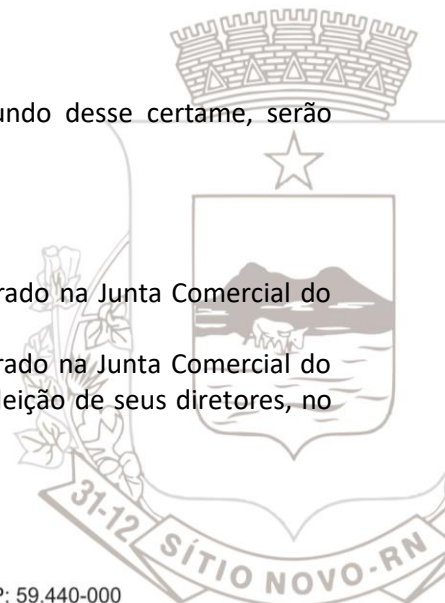 undo desse certame, serão
rado na Junta Comercial do
rado na Junta Comercial do
leição de seus diretores, no
31-12 SÍTIO NOVO-RN
P: 59.440-000